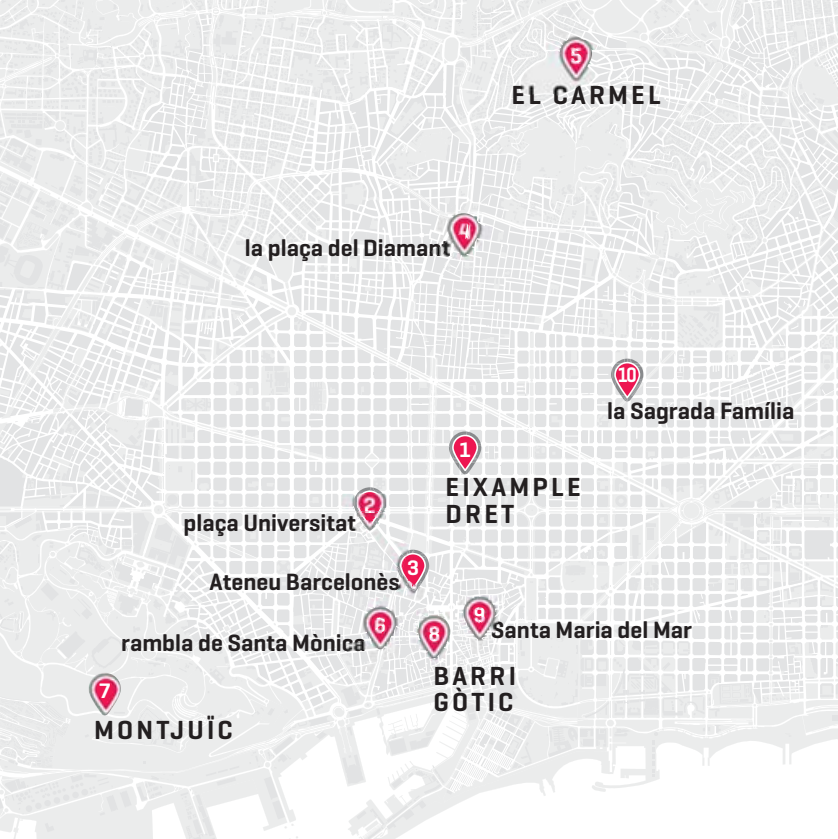 5
EL CARMEL
4
la plaça del Diamant
10
la Sagrada Família
1
EIXAMPLE
DRET
2
plaça Universitat
3
Ateneu Barcelonès
6
rambla de Santa Mònica
9
Santa Maria del Mar
8
BARRI
GÒTIC
7
MONTJUÏC